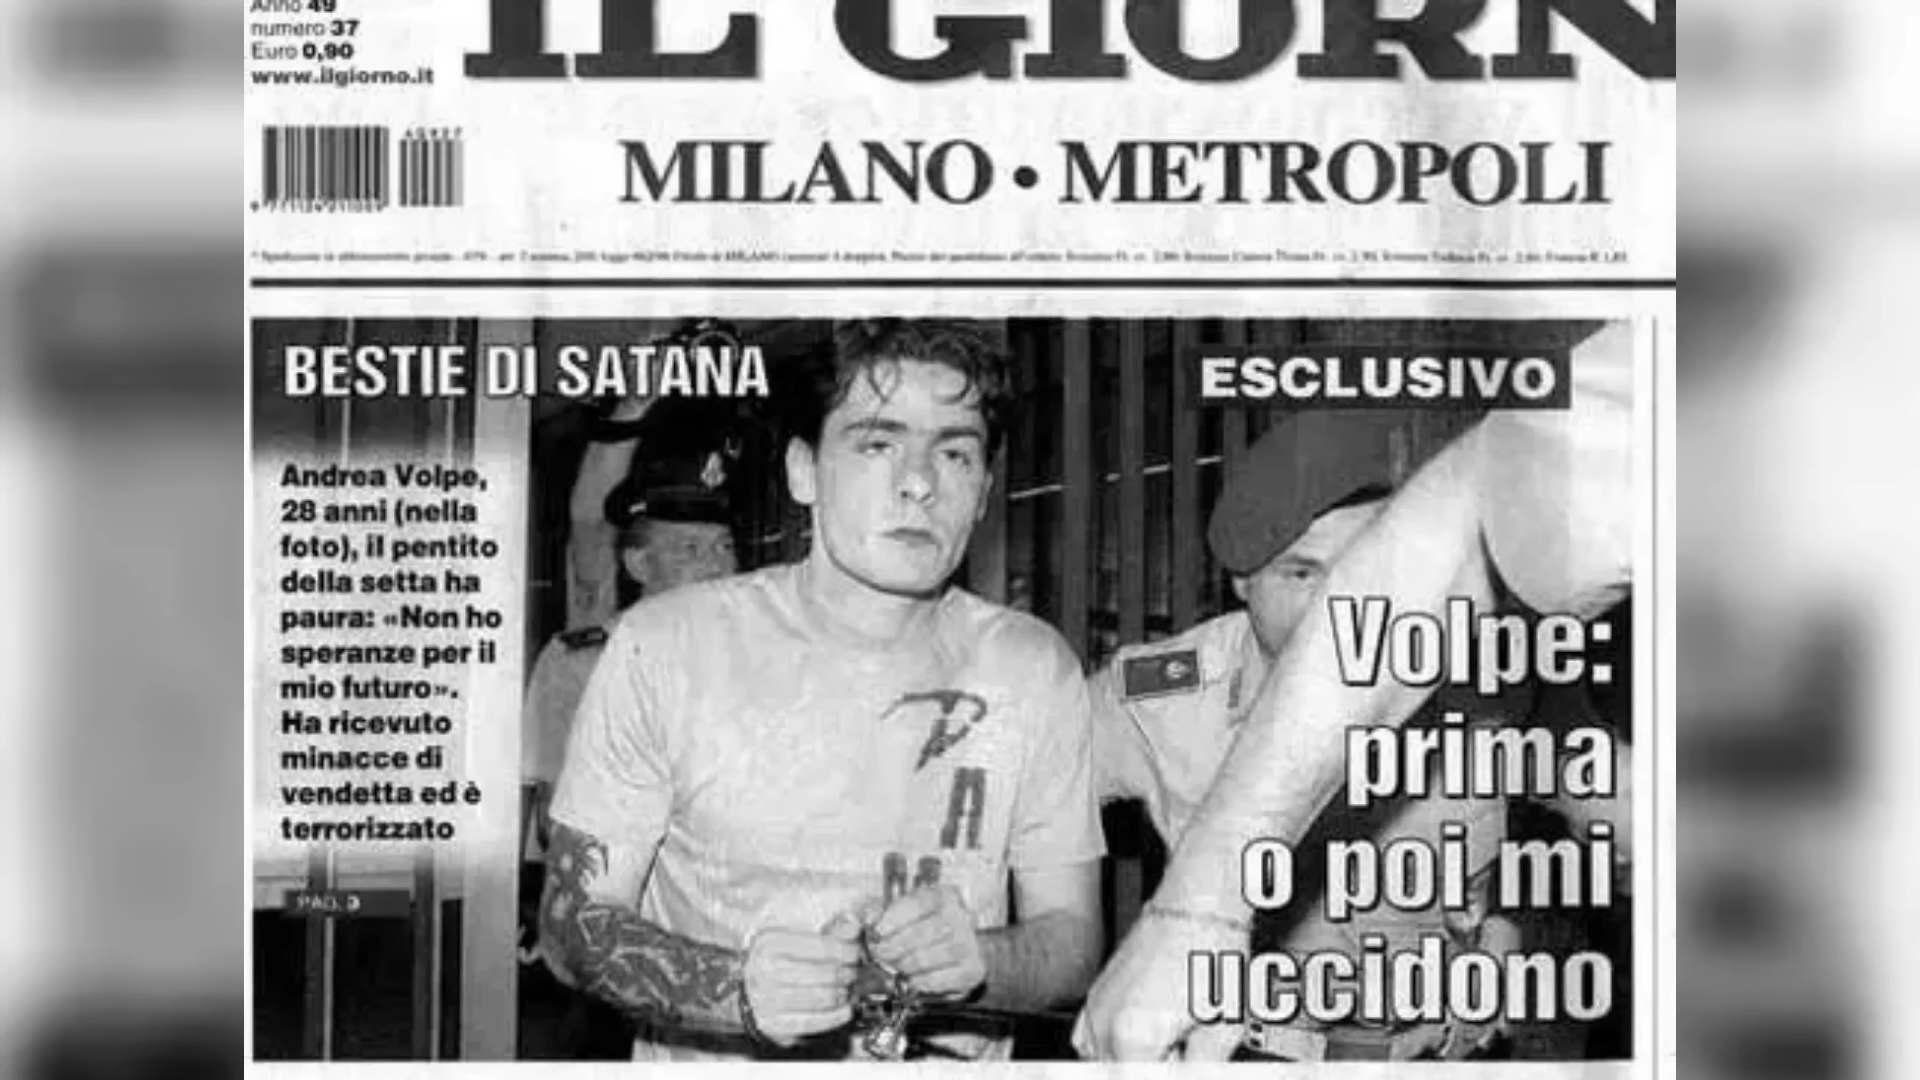 Anno 49
numero 37
Euro 0,90
www.ilgiorno.it
IL GIORN
MILANO • METROPOLI
BESTIE DI SATANA
ESCLUSIVO
Andrea Volpe,
28 anni (nella
foto), il pentito
della setta ha
paura: «Non ho
speranze per il
mio futuro».
Ha ricevuto
minacce di
vendetta ed è
terrorizzato
PAG. 3
Volpe:
prima
o poi mi
uccidono